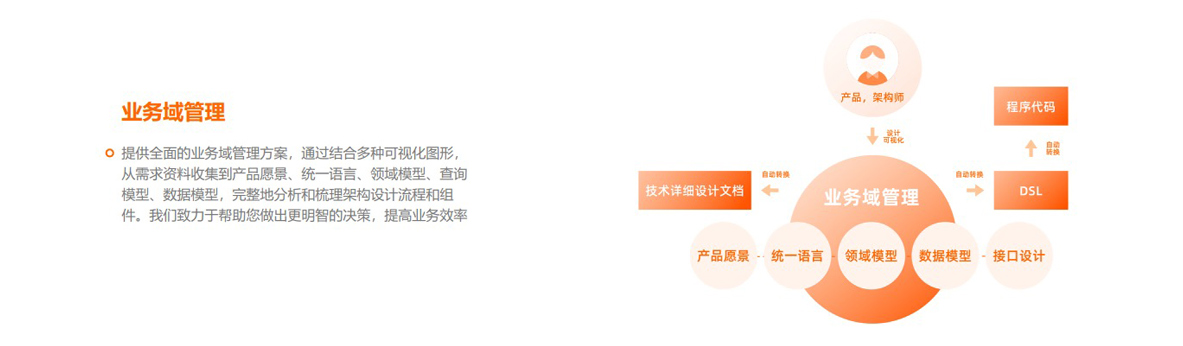 业务域管理
提供全面的业务域管理方案，通过结合多种可视化图形，
从需求资料收集到产品愿景、统一语言、领域模型、查询
模型、数据模型，完整地分析和梳理架构设计流程和组
件。我们致力于帮助您做出更明智的决策，提高业务效率
产品，架构师
设计
可视化
程序代码
自动
转换
自动转换
自动转换
技术详细设计文档
业务域管理
DSL
产品愿景
统一语言
领域模型
数据模型
接口设计